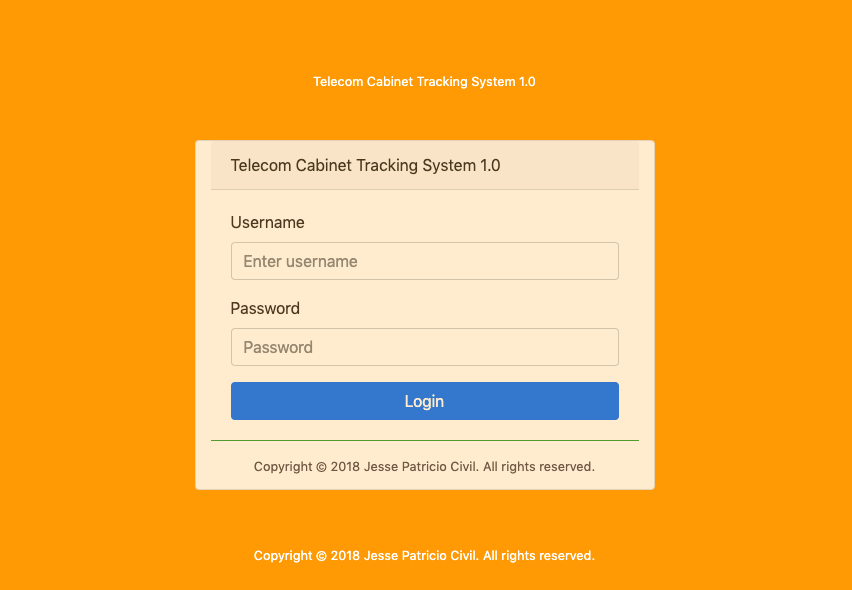 Telecom Cabinet Tracking System 1.0
Telecom Cabinet Tracking System 1.0
Username
Enter username
Password
Password
Login
Copyright © 2018 Jesse Patricio Civil. All rights reserved.
Copyright © 2018 Jesse Patricio Civil. All rights reserved.